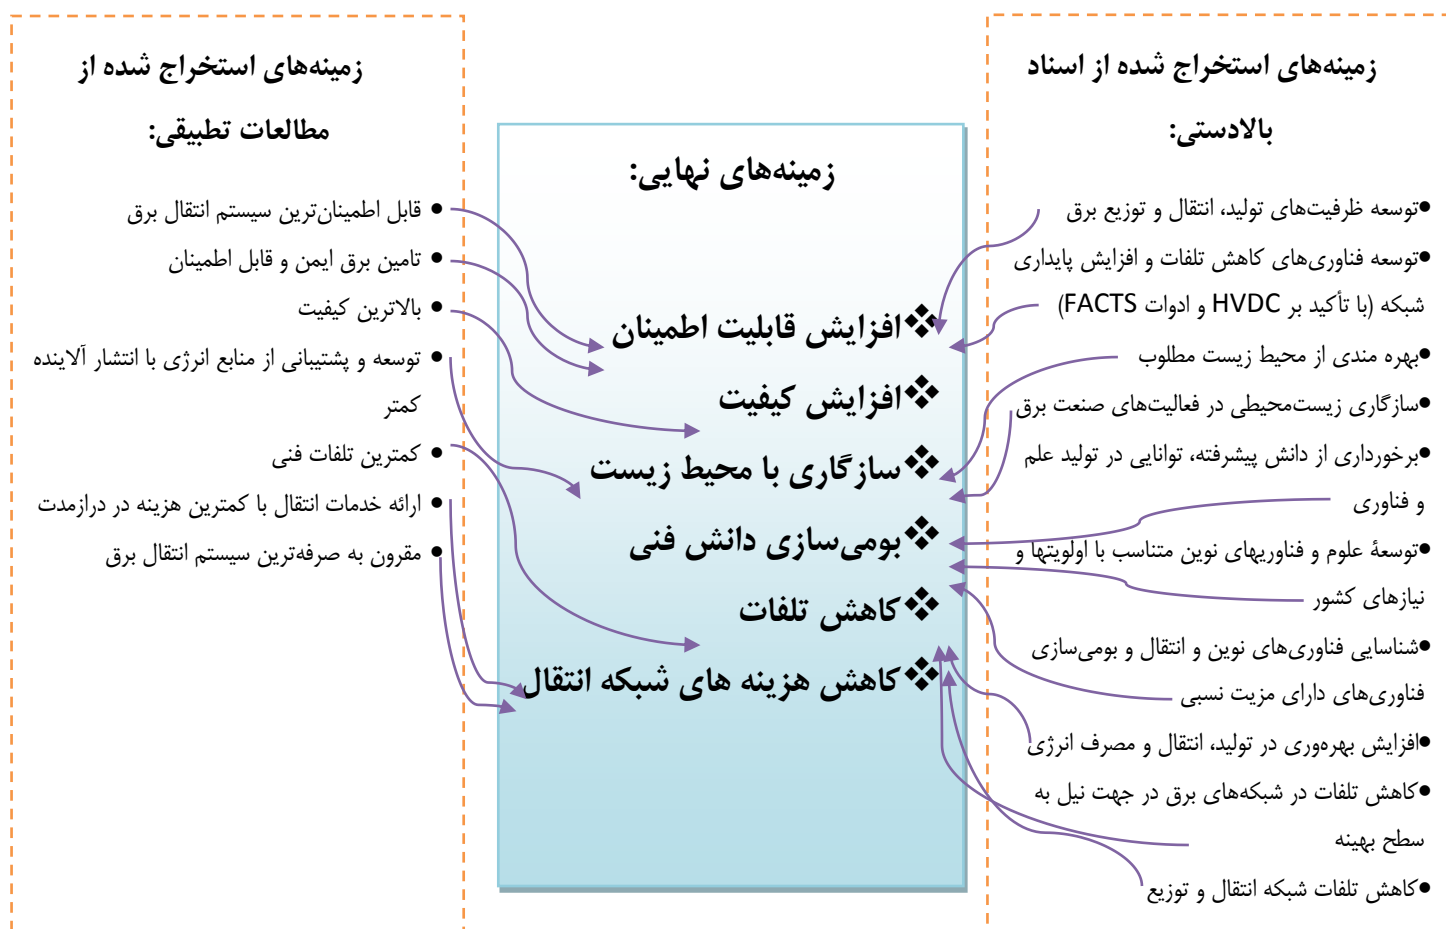 زمینه‌های استخراج شده از اسناد
بالادستی:
●توسعه ظرفیت‌های تولید، انتقال و توزیع برق
●توسعه فناوری‌های کاهش تلفات و افزایش پایداری
شبکه (با تأکید بر HVDC و ادوات FACTS)
●بهره مندی از محیط زیست مطلوب
●سازگاری زیست‌محیطی در فعالیت‌های صنعت برق
●برخورداری از دانش پیشرفته، توانایی در تولید علم
و فناوری
●توسعۀ علوم و فناوریهای نوین متناسب با اولویتها و
نیازهای کشور
●شناسایی فناوری‌های نوین و انتقال و بومی‌سازی
فناوری‌های دارای مزیت نسبی
●افزایش بهره‌وری در تولید، انتقال و مصرف انرژی
●کاهش تلفات در شبکه‌های برق در جهت نیل به
سطح بهینه
●کاهش تلفات شبکه انتقال و توزیع
زمینه‌های نهایی:
❖افزایش قابلیت اطمینان
❖افزایش کیفیت
❖سازگاری با محیط زیست
❖بومی‌سازی دانش فنی
❖کاهش تلفات
❖کاهش هزینه های شبکه انتقال
زمینه‌های استخراج شده از
مطالعات تطبیقی:
● قابل اطمینان‌ترین سیستم انتقال برق
● تامین برق ایمن و قابل اطمینان
● بالاترین کیفیت
● توسعه و پشتیبانی از منابع انرژی با انتشار آلاینده
کمتر
● کمترین تلفات فنی
● ارائه خدمات انتقال با کمترین هزینه در درازمدت
● مقرون به صرفه‌ترین سیستم انتقال برق